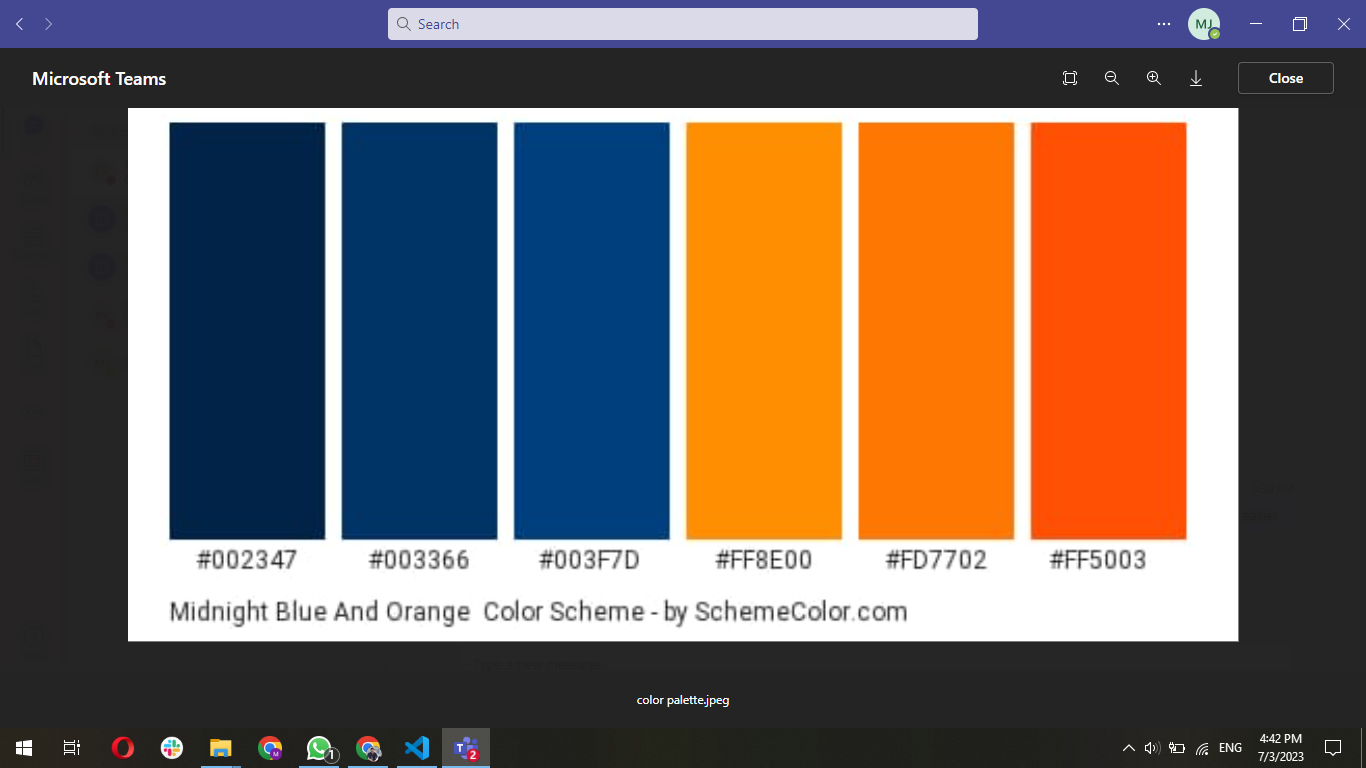 Search
MJ
Microsoft Teams
Close
#002347 #003366 #003F7D #FF8E00 #FD7702 #FF5003
Midnight Blue And Orange  Color Scheme - by SchemeColor.com
color palette.jpeg
1
2
ENG
4:42 PM
7/3/2023